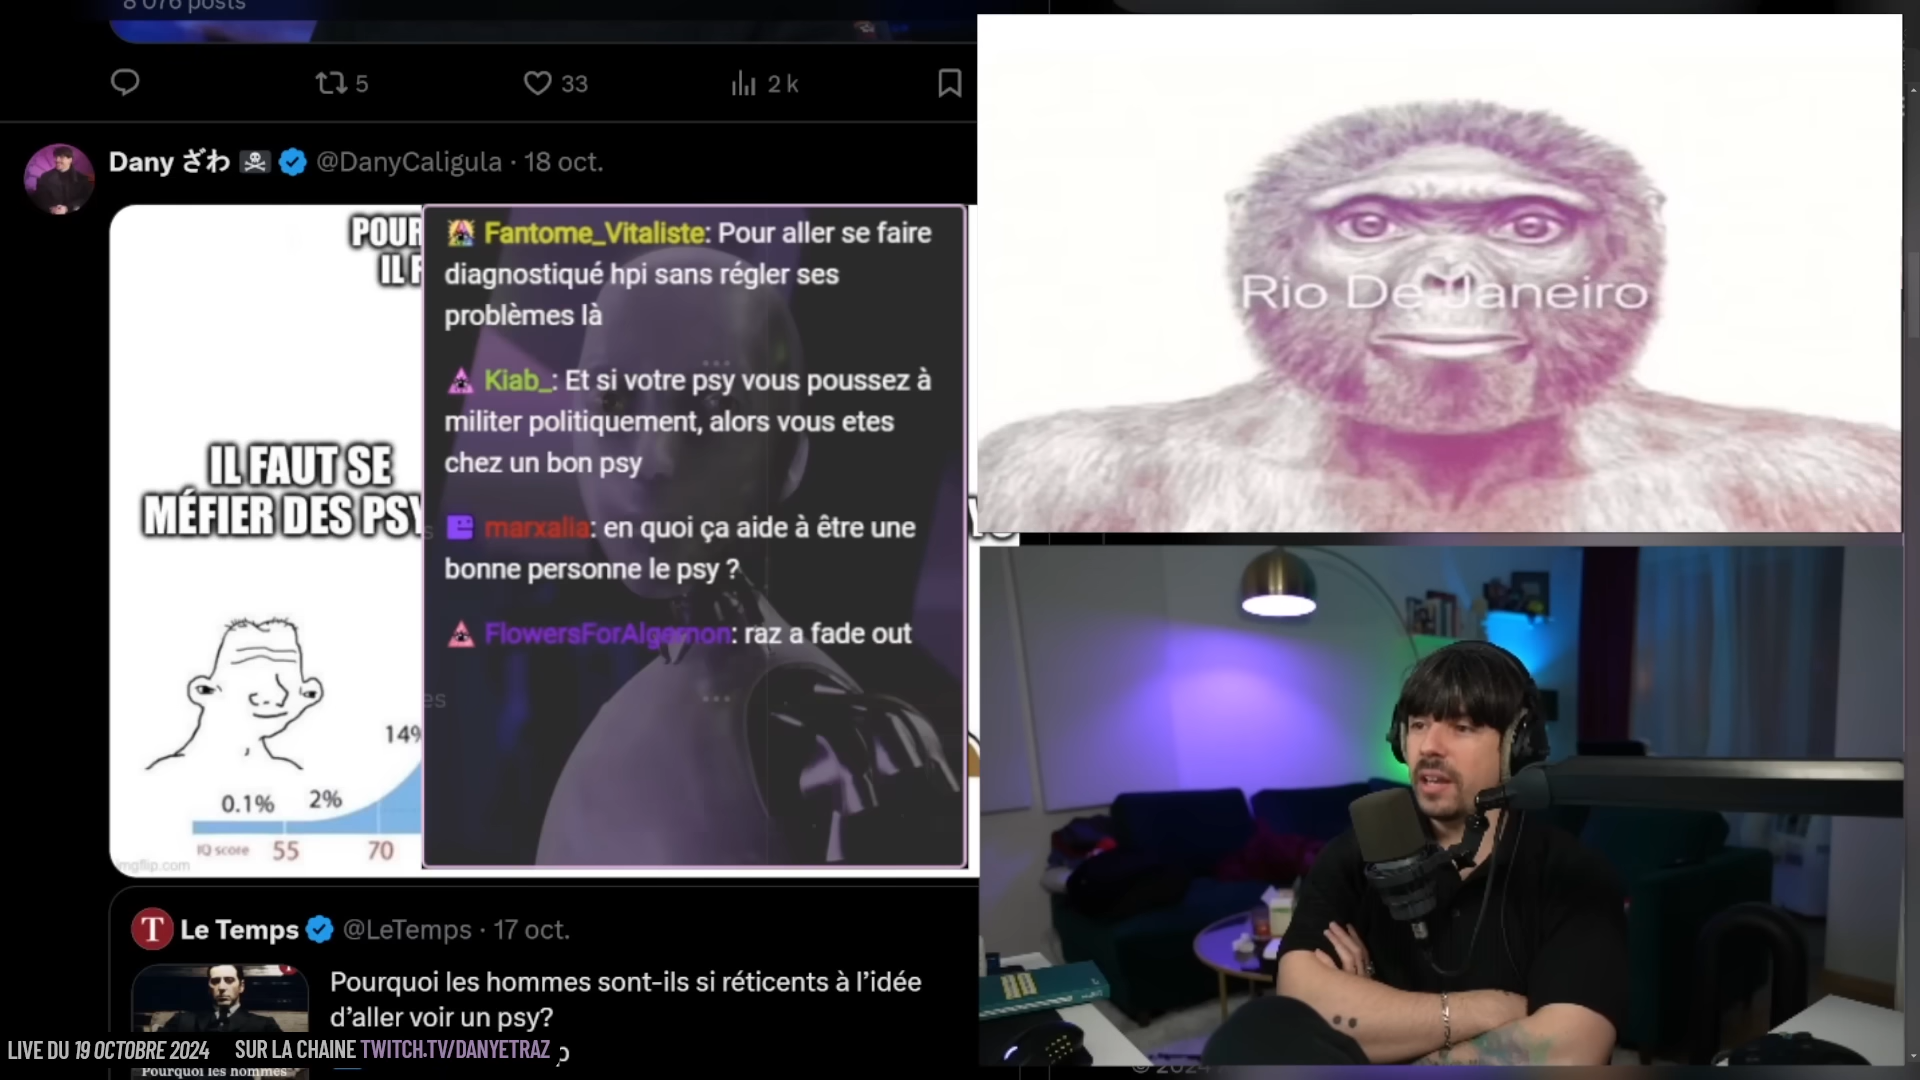 8 076 posts
5
33
2 k
Dany ざわ @DanyCaligula · 18 oct.
POUR
IL F
IL FAUT SE
MÉFIER DES PSY
14%
0.1%
2%
IQ score
55
70
imgflip.com
Fantome_Vitaliste: Pour aller se faire
diagnostiqué hpi sans régler ses
problèmes là
Kiab_: Et si votre psy vous poussez à
militer politiquement, alors vous etes
chez un bon psy
marxalia: en quoi ça aide à être une
bonne personne le psy ?
FlowersForAlgernon: raz a fade out
es
Rio De Janeiro
T
Le Temps @LeTemps · 17 oct.
Pourquoi les hommes sont-ils si réticents à l’idée
d’aller voir un psy?
LIVE DU 19 OCTOBRE 2024
SUR LA CHAINE TWITCH.TV/DANYETRAZ
Pourquoi les hommes
© 2024